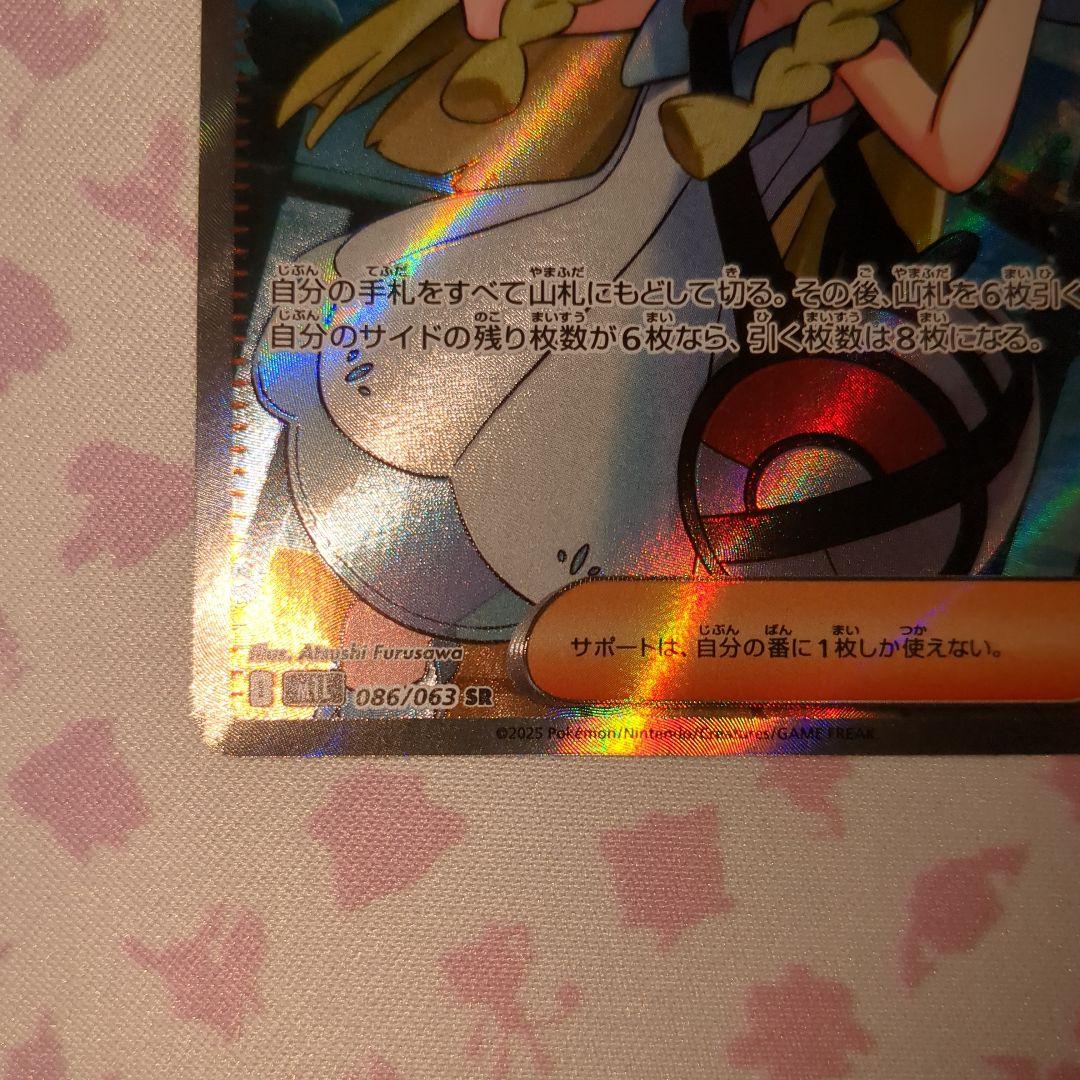 自分の手札をすべて山札にもどして切る。その後、山札を6枚引く
自分のサイドの残り枚数が6枚なら、引く枚数は8枚になる。
サポートは、自分の番に1枚しか使えない。
Illus. Atsushi Furusawa
086/063 SR
©2025 Pokémon/Nintendo/Creatures/GAME FREAK